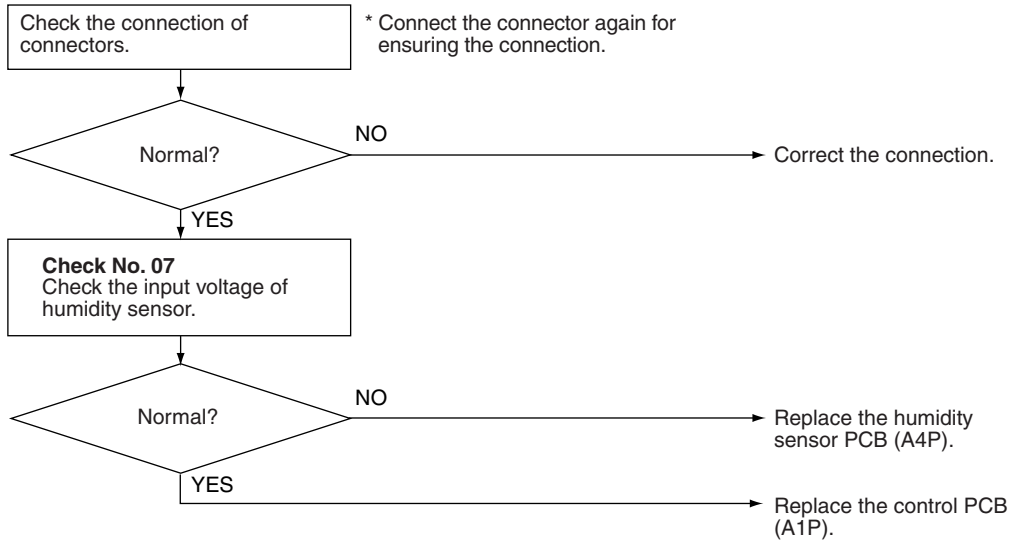 Check the connection of
connectors.
* Connect the connector again for
ensuring the connection.
Normal?
NO
Correct the connection.
YES
Check No. 07
Check the input voltage of
humidity sensor.
Normal?
NO
Replace the humidity
sensor PCB (A4P).
YES
Replace the control PCB
(A1P).